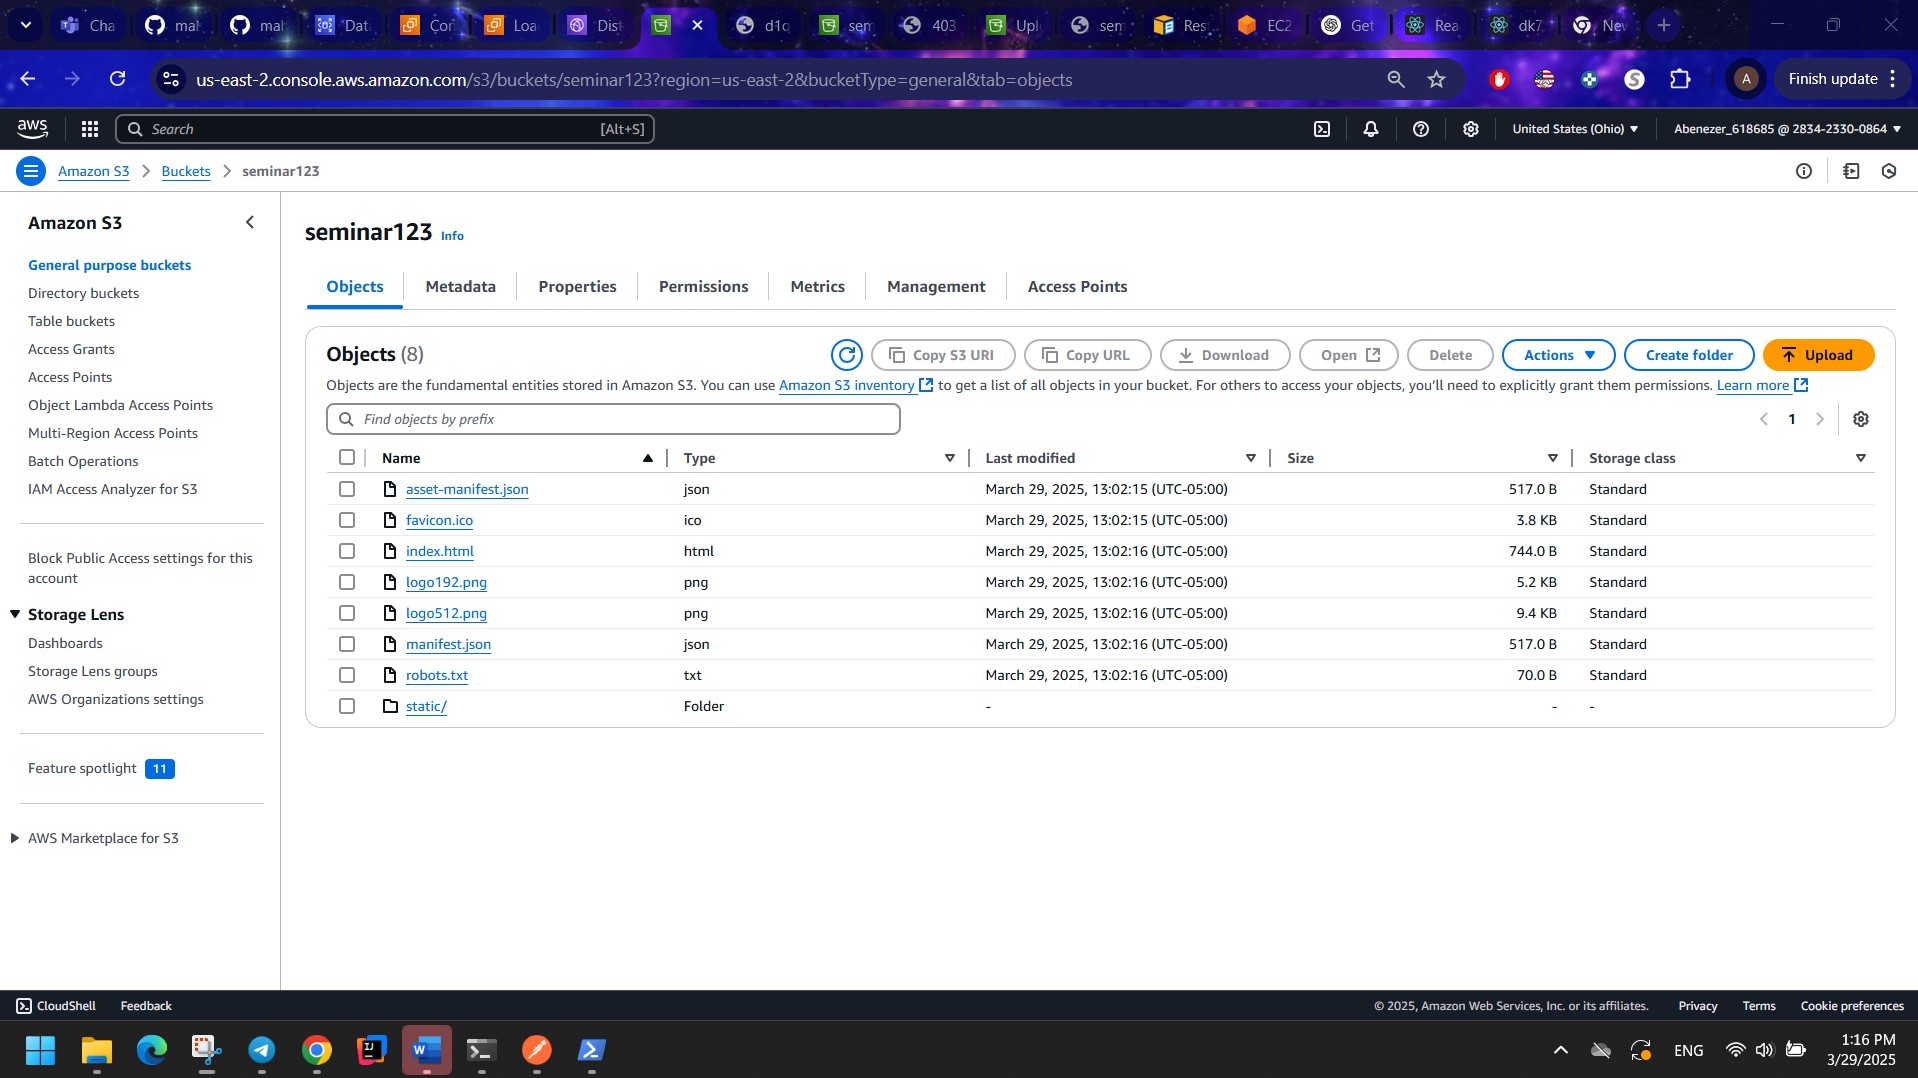 Cha
mal
mal
Data
Con
Loa
Dist
d1q
sem
403
Uplo
sem
Res
EC2
Get
Rea
dk7
New
us-east-2.console.aws.amazon.com/s3/buckets/seminar123?region=us-east-2&bucketType=general&tab=objects
A
Finish update
aws
Search
[Alt+S]
United States (Ohio)
Abenezer_618685 @ 2834-2330-0864
Amazon S3
Buckets
seminar123
Amazon S3
General purpose buckets
Directory buckets
Table buckets
Access Grants
Access Points
Object Lambda Access Points
Multi-Region Access Points
Batch Operations
IAM Access Analyzer for S3
Block Public Access settings for this
account
Storage Lens
Dashboards
Storage Lens groups
AWS Organizations settings
Feature spotlight 11
AWS Marketplace for S3
seminar123 Info
Objects Metadata Properties Permissions Metrics Management Access Points
Objects (8)
Copy S3 URI Copy URL Download Open Delete Actions Create folder Upload
Objects are the fundamental entities stored in Amazon S3. You can use Amazon S3 inventory to get a list of all objects in your bucket. For others to access your objects, you'll need to explicitly grant them permissions. Learn more
Find objects by prefix
1
Name Type Last modified Size Storage class
asset-manifest.json json March 29, 2025, 13:02:15 (UTC-05:00) 517.0 B Standard
favicon.ico ico March 29, 2025, 13:02:15 (UTC-05:00) 3.8 KB Standard
index.html html March 29, 2025, 13:02:16 (UTC-05:00) 744.0 B Standard
logo192.png png March 29, 2025, 13:02:16 (UTC-05:00) 5.2 KB Standard
logo512.png png March 29, 2025, 13:02:16 (UTC-05:00) 9.4 KB Standard
manifest.json json March 29, 2025, 13:02:16 (UTC-05:00) 517.0 B Standard
robots.txt txt March 29, 2025, 13:02:16 (UTC-05:00) 70.0 B Standard
static/ Folder - - -
CloudShell Feedback
© 2025, Amazon Web Services, Inc. or its affiliates. Privacy Terms Cookie preferences
ENG
1:16 PM
3/29/2025